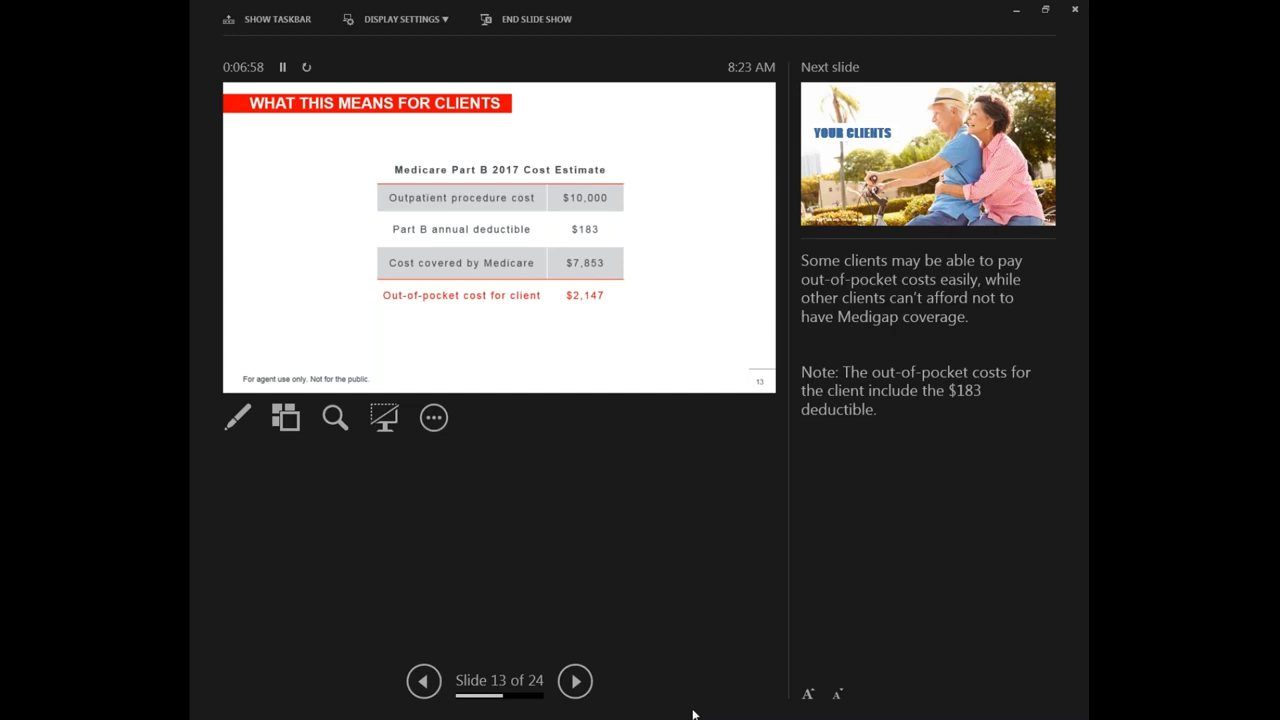 SHOW TASKBAR
DISPLAY SETTINGS ▼
END SLIDE SHOW
0:06:58
8:23 AM
WHAT THIS MEANS FOR CLIENTS
Medicare Part B 2017 Cost Estimate
Outpatient procedure cost $10,000
Part B annual deductible $183
Cost covered by Medicare $7,853
Out-of-pocket cost for client $2,147
For agent use only. Not for the public.
13
Next slide
YOUR CLIENTS
Some clients may be able to pay
out-of-pocket costs easily, while
other clients can’t afford not to
have Medigap coverage.
Note: The out-of-pocket costs for
the client include the $183
deductible.
Slide 13 of 24
A
A